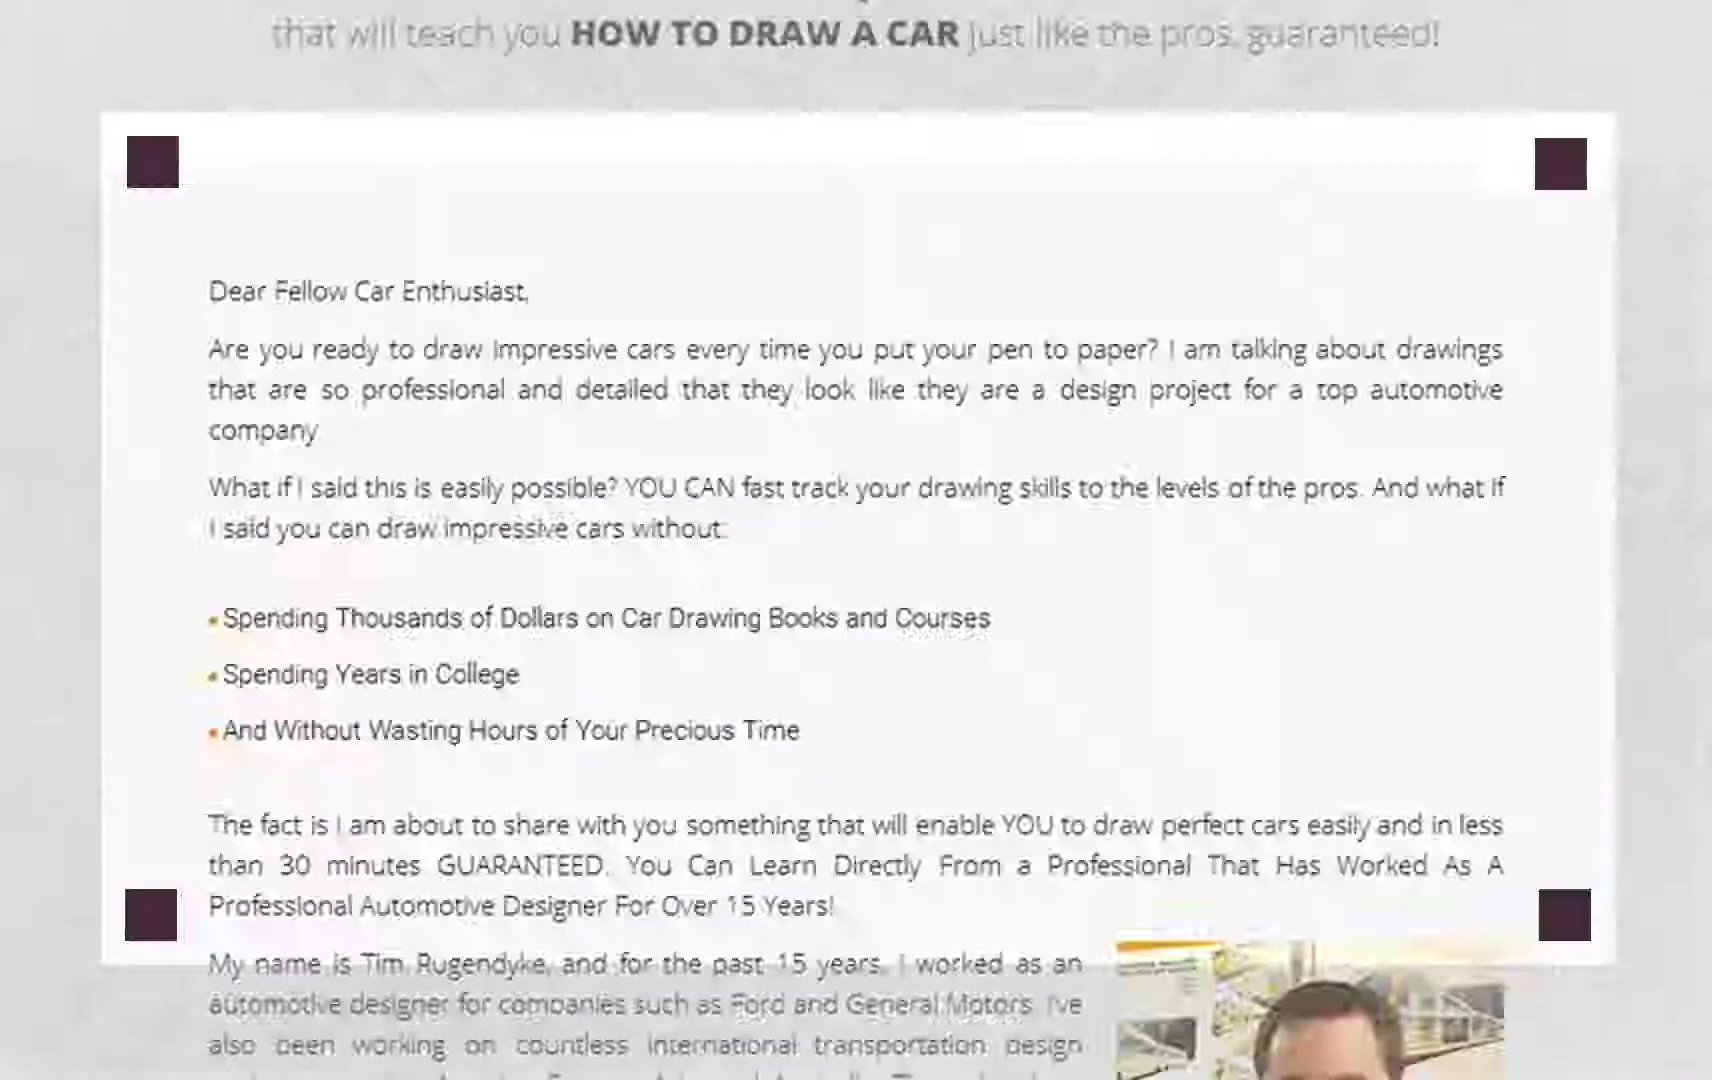 that will teach you HOW TO DRAW A CAR just like the pros, guaranteed!
Dear Fellow Car Enthusiast,
Are you ready to draw impressive cars every time you put your pen to paper? I am talking about drawings
that are so professional and detailed that they look like they are a design project for a top automotive
company
What if I said this is easily possible? YOU CAN fast track your drawing skills to the levels of the pros. And what if
I said you can draw impressive cars without:
• Spending Thousands of Dollars on Car Drawing Books and Courses
• Spending Years in College
• And Without Wasting Hours of Your Precious Time
The fact is I am about to share with you something that will enable YOU to draw perfect cars easily and in less
than 30 minutes GUARANTEED. You Can Learn Directly From a Professional That Has Worked As A
Professional Automotive Designer For Over 15 Years!
My name is Tim Rugendyke, and for the past 15 years, I worked as an
automotive designer for companies such as Ford and General Motors. I've
also been working on countless international transportation design